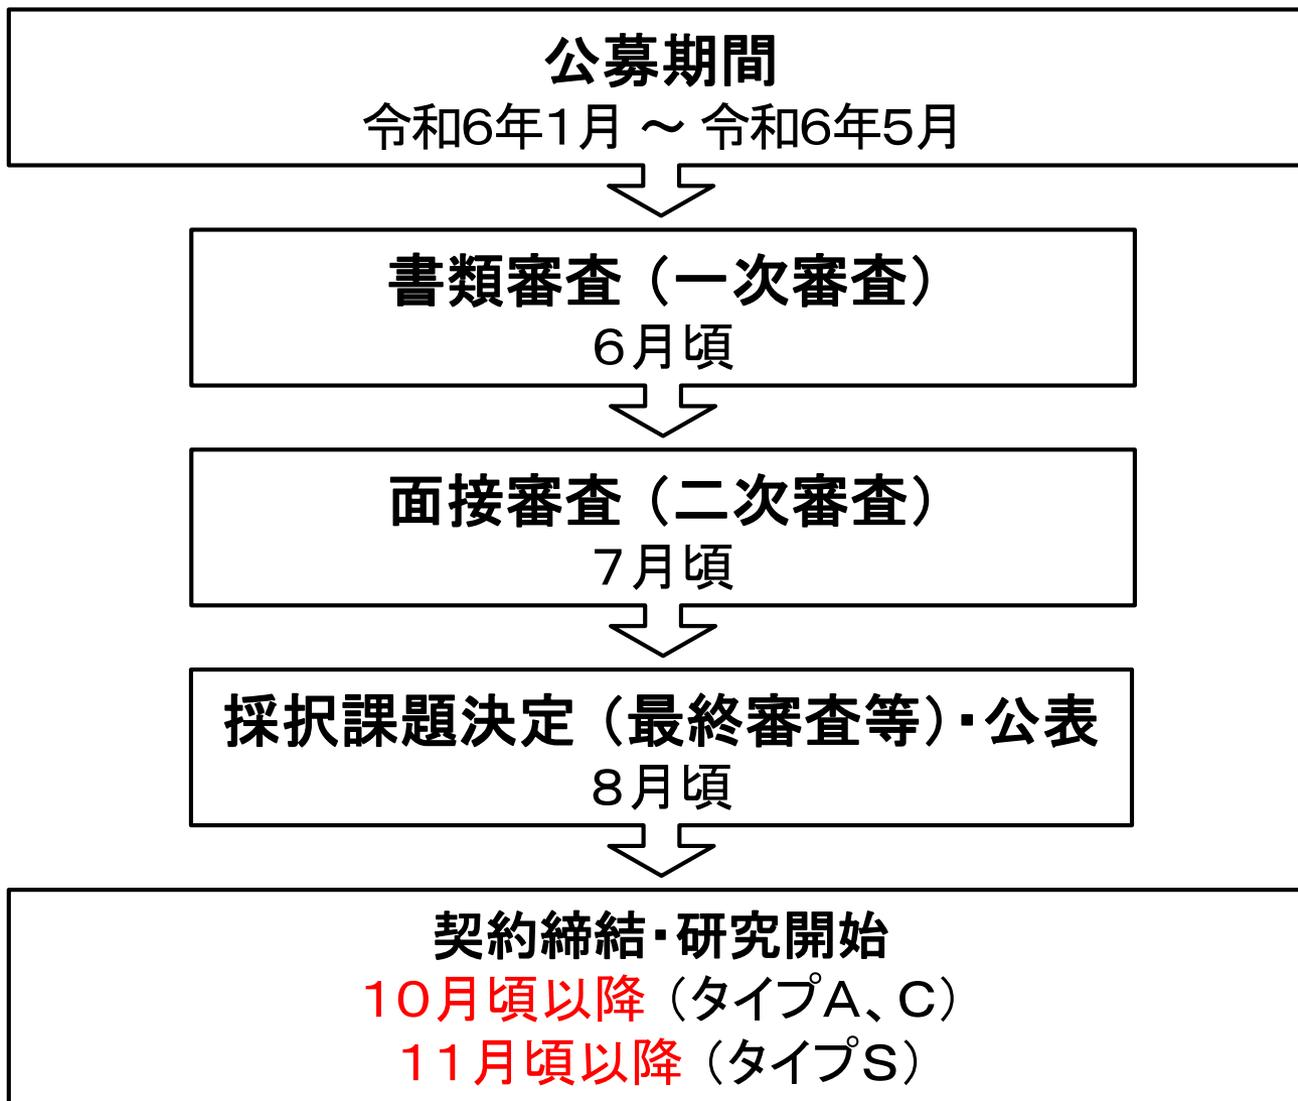 公募期間
令和6年1月 ～ 令和6年5月
書類審査（一次審査）
6月頃
面接審査（二次審査）
7月頃
採択課題決定（最終審査等）・公表
8月頃
契約締結・研究開始
10月頃以降（タイプA、C）
11月頃以降（タイプS）